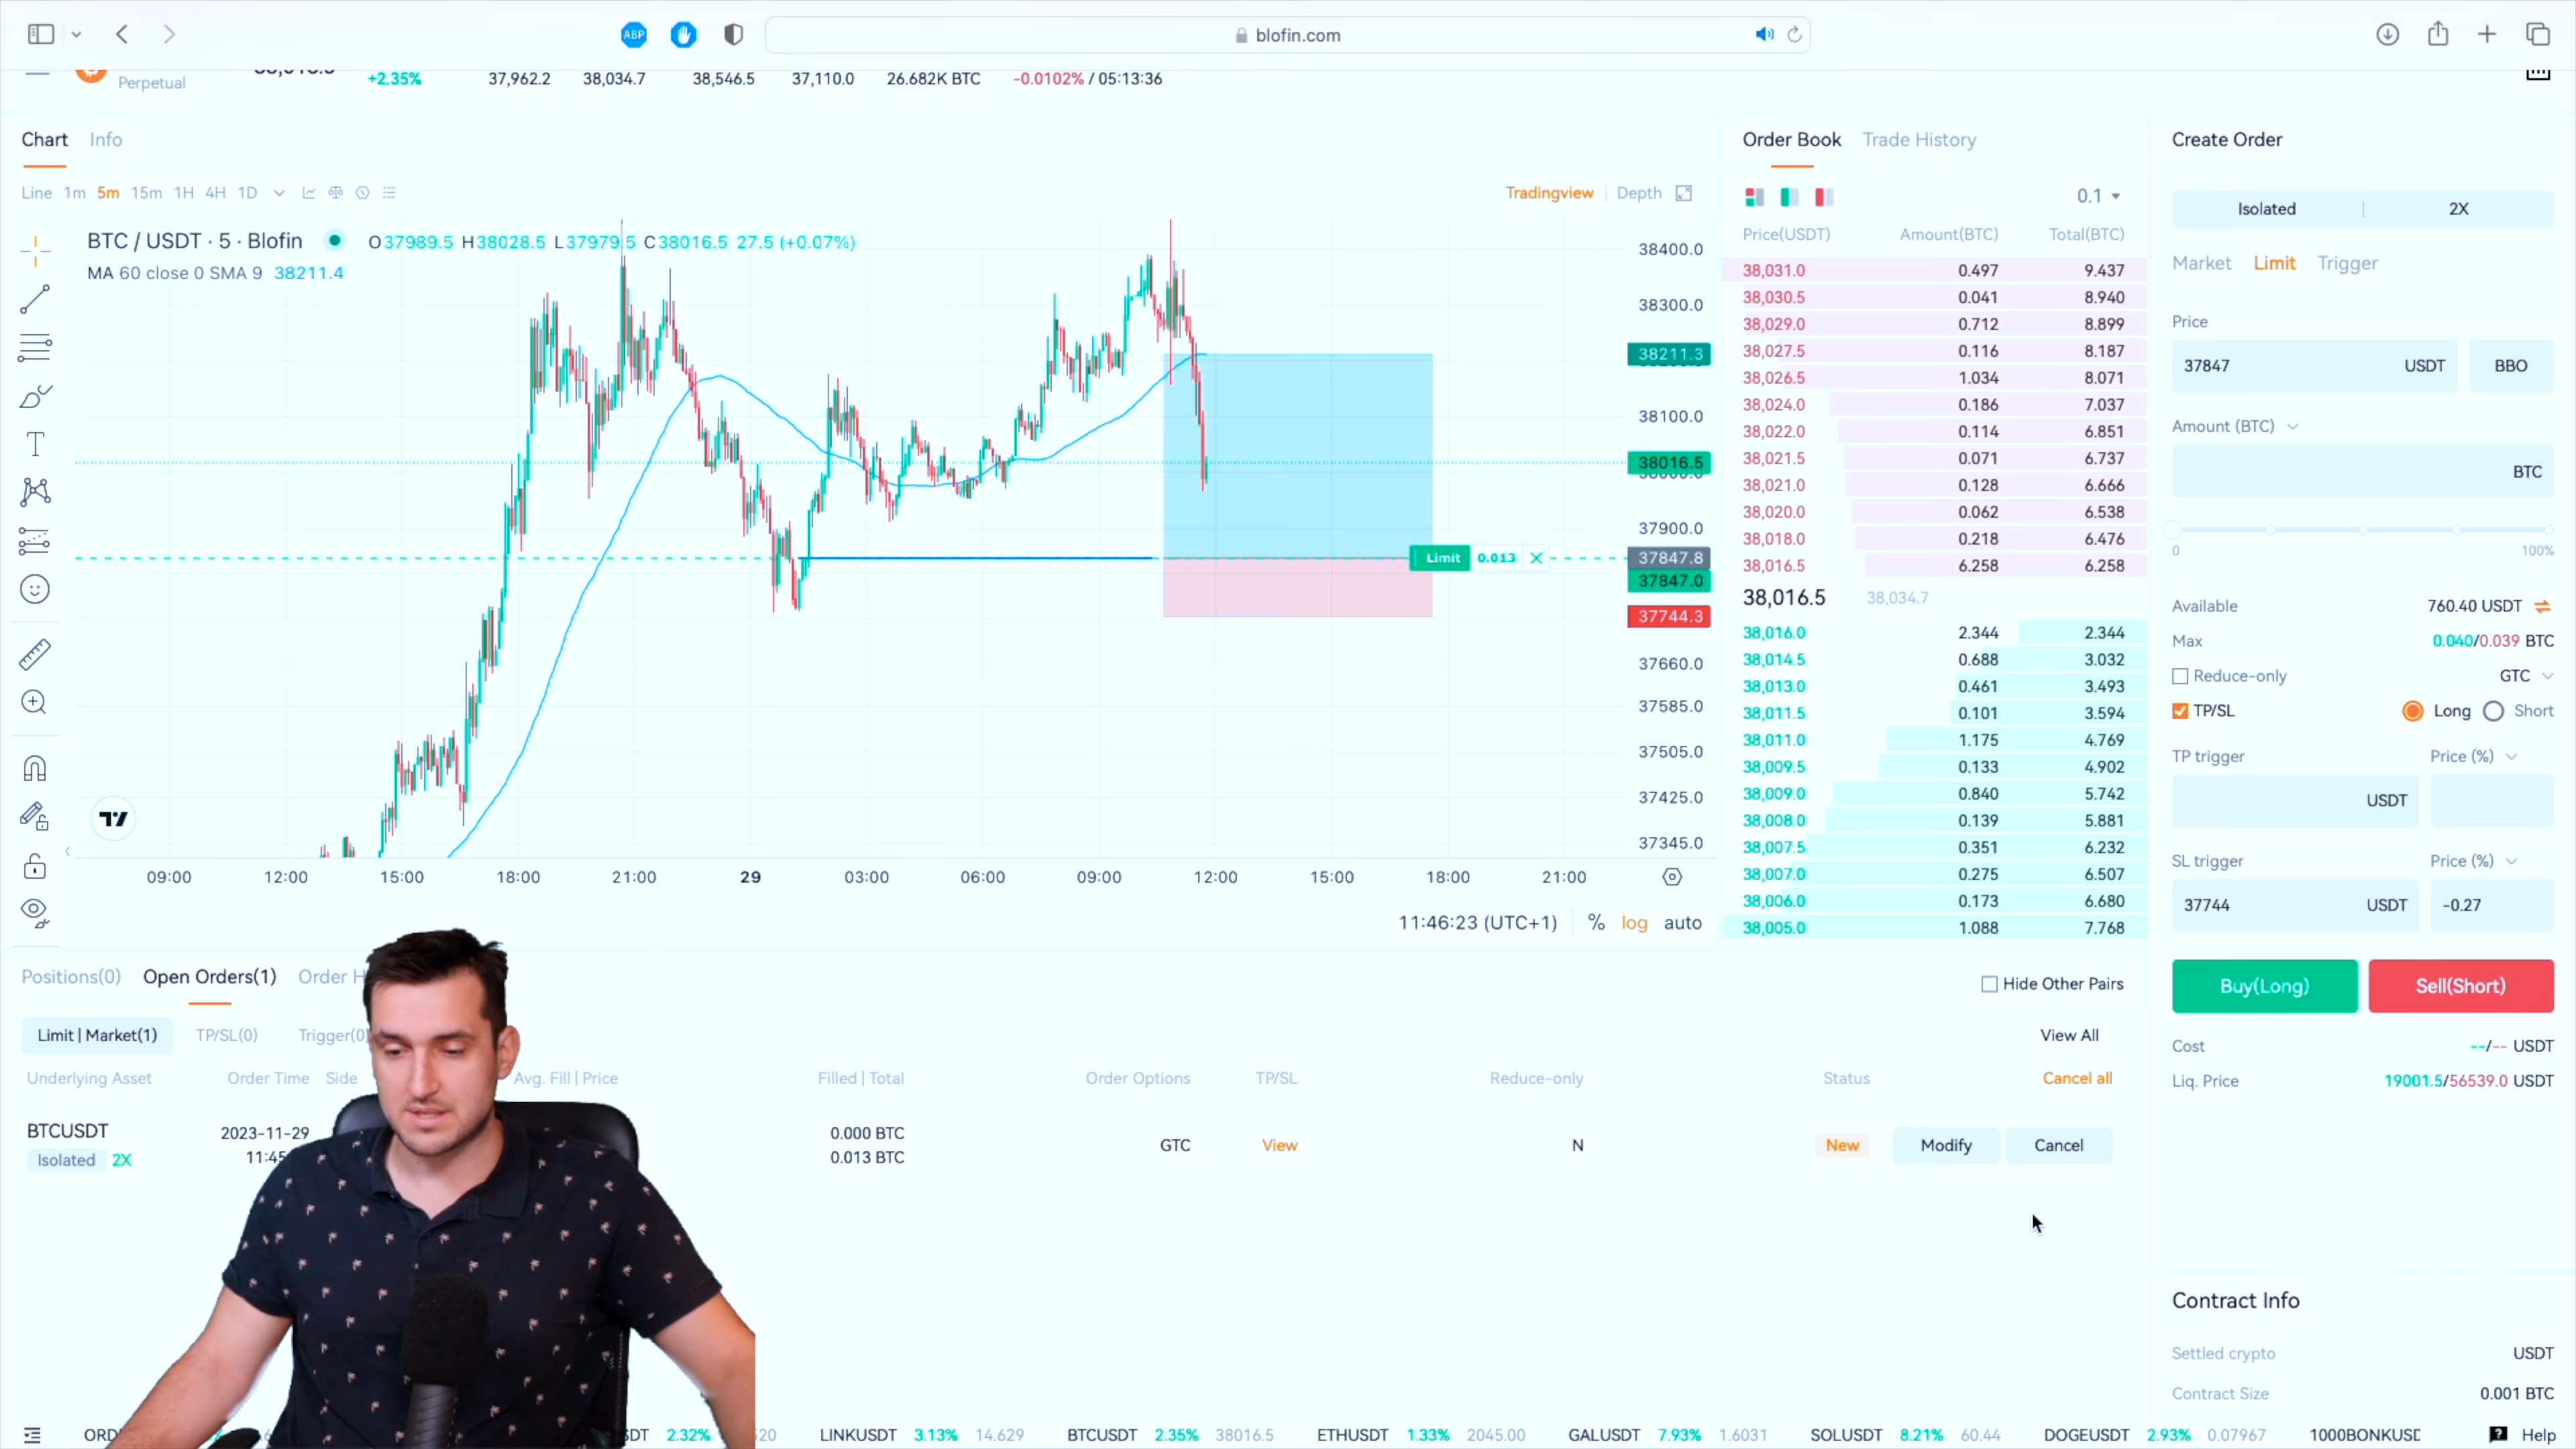 ABP
blofin.com
Perpetual +2.35% 37,962.2 38,034.7 38,546.5 37,110.0 26.682K BTC -0.0102% / 05:13:36
Chart Info
Line 1m 5m 15m 1H 4H 1D Tradingview Depth
BTC / USDT · 5 · Blofin O37989.5 H38028.5 L37979.5 C38016.5 27.5 (+0.07%)
MA 60 close 0 SMA 9 38211.4
38400.0
38300.0
38211.3
38100.0
38016.5
37900.0
Limit 0.013 37847.8
37847.0
37744.3
37660.0
37585.0
37505.0
37425.0
37345.0
09:00 12:00 15:00 18:00 21:00 29 03:00 06:00 09:00 12:00 15:00 18:00 21:00
11:46:23 (UTC+1) % log auto
Order Book Trade History
0.1
Price(USDT) Amount(BTC) Total(BTC)
38,031.0 0.497 9.437
38,030.5 0.041 8.940
38,029.0 0.712 8.899
38,027.5 0.116 8.187
38,026.5 1.034 8.071
38,024.0 0.186 7.037
38,022.0 0.114 6.851
38,021.5 0.071 6.737
38,021.0 0.128 6.666
38,020.0 0.062 6.538
38,018.0 0.218 6.476
38,016.5 6.258 6.258
38,016.5 38,034.7
38,016.0 2.344 2.344
38,014.5 0.688 3.032
38,013.0 0.461 3.493
38,011.5 0.101 3.594
38,011.0 1.175 4.769
38,009.5 0.133 4.902
38,009.0 0.840 5.742
38,008.0 0.139 5.881
38,007.5 0.351 6.232
38,007.0 0.275 6.507
38,006.0 0.173 6.680
38,005.0 1.088 7.768
Create Order
Isolated 2X
Market Limit Trigger
Price
37847 USDT BBO
Amount (BTC)
BTC
0 100%
Available 760.40 USDT
Max 0.040/0.039 BTC
Reduce-only GTC
TP/SL Long Short
TP trigger Price (%)
USDT
SL trigger Price (%)
37744 USDT -0.27
Buy(Long) Sell(Short)
Cost --/-- USDT
Liq. Price 19001.5/56539.0 USDT
Contract Info
Settled crypto USDT
Contract Size 0.001 BTC
Positions(0) Open Orders(1) Order Hide Other Pairs
Limit | Market(1) TP/SL(0) Trigger(0) View All
Underlying Asset Order Time Side Avg. Fill | Price Filled | Total Order Options TP/SL Reduce-only Status Cancel all
BTCUSDT 2023-11-29 0.000 BTC GTC View N New Modify Cancel
Isolated 2X 11:45 0.013 BTC
2.32% LINKUSDT 3.13% 14.629 BTCUSDT 2.35% 38016.5 ETHUSDT 1.33% 2045.00 GALUSDT 7.93% 1.6031 SOLUSDT 8.21% 60.44 DOGEUSDT 2.93% 0.07967 Help